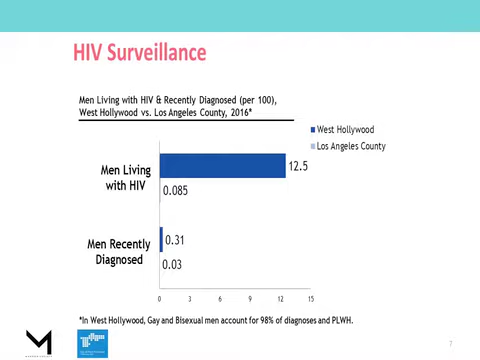 HIV Surveillance
Men Living with HIV & Recently Diagnosed (per 100),
West Hollywood vs. Los Angeles County, 2016*
West Hollywood
Los Angeles County
Men Living
with HIV
12.5
0.085
Men Recently
Diagnosed
0.31
0.03
0 3 6 9 12 15
*In West Hollywood, Gay and Bisexual men account for 98% of diagnoses and PLWH.
7